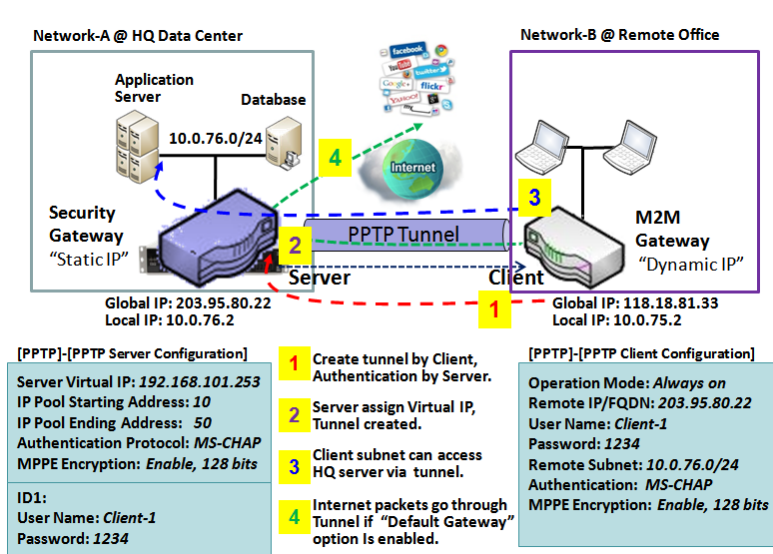 Network-A @ HQ Data Center
Network-B @ Remote Office
Application
Server
Database
10.0.76.0/24
facebook
YouTube
twitter
Google+
flickr
YAHOO!
my
Internet
4
3
Security
Gateway
“Static IP”
2
PPTP Tunnel
M2M
Gateway
“Dynamic IP”
Server
Client
1
Global IP: 203.95.80.22
Local IP: 10.0.76.2
Global IP: 118.18.81.33
Local IP: 10.0.75.2
[PPTP]-[PPTP Server Configuration]
Server Virtual IP: 192.168.101.253
IP Pool Starting Address: 10
IP Pool Ending Address: 50
Authentication Protocol: MS-CHAP
MPPE Encryption: Enable, 128 bits
ID1:
User Name: Client-1
Password: 1234
1 Create tunnel by Client,
Authentication by Server.
2 Server assign Virtual IP,
Tunnel created.
3 Client subnet can access
HQ server via tunnel.
4 Internet packets go through
Tunnel if “Default Gateway”
option Is enabled.
[PPTP]-[PPTP Client Configuration]
Operation Mode: Always on
Remote IP/FQDN: 203.95.80.22
User Name: Client-1
Password: 1234
Remote Subnet: 10.0.76.0/24
Authentication: MS-CHAP
MPPE Encryption: Enable, 128 bits